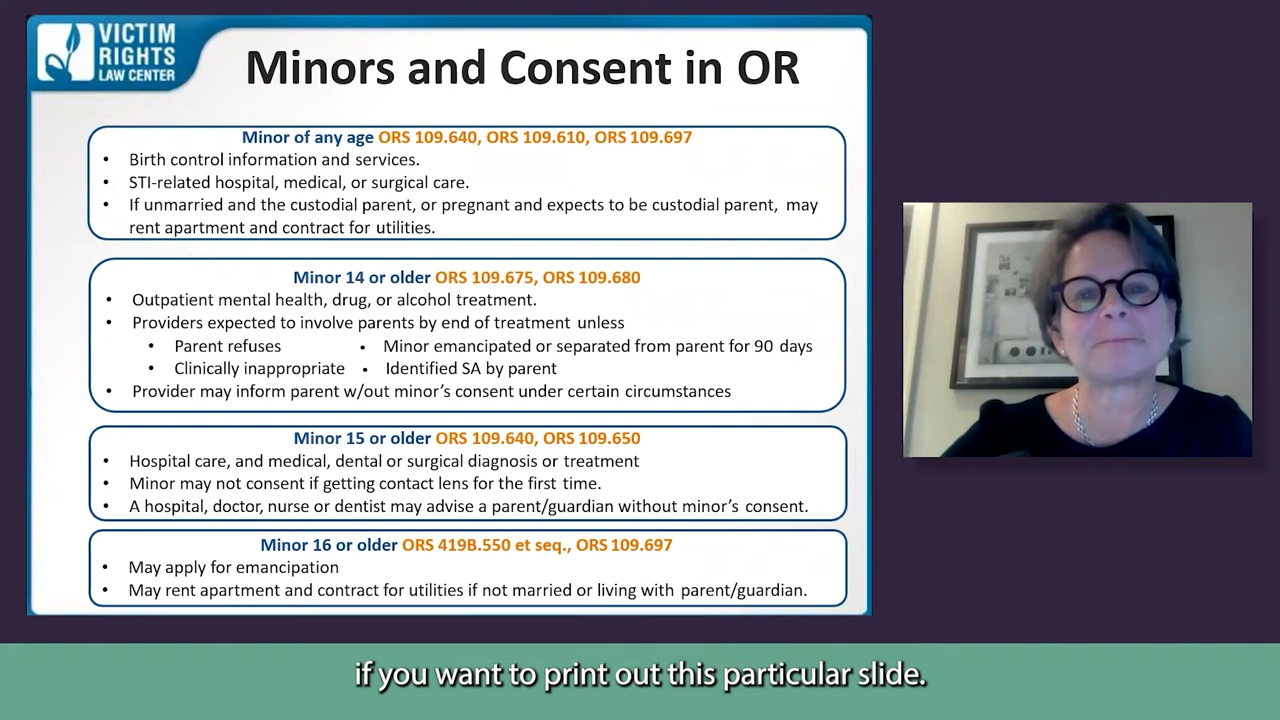 VICTIM
RIGHTS
LAW CENTER
Minors and Consent in OR
Minor of any age ORS 109.640, ORS 109.610, ORS 109.697
• Birth control information and services.
• STI-related hospital, medical, or surgical care.
• If unmarried and the custodial parent, or pregnant and expects to be custodial parent, may
rent apartment and contract for utilities.
Minor 14 or older ORS 109.675, ORS 109.680
• Outpatient mental health, drug, or alcohol treatment.
• Providers expected to involve parents by end of treatment unless
• Parent refuses • Minor emancipated or separated from parent for 90 days
• Clinically inappropriate • Identified SA by parent
• Provider may inform parent w/out minor's consent under certain circumstances
Minor 15 or older ORS 109.640, ORS 109.650
• Hospital care, and medical, dental or surgical diagnosis or treatment
• Minor may not consent if getting contact lens for the first time.
• A hospital, doctor, nurse or dentist may advise a parent/guardian without minor's consent.
Minor 16 or older ORS 419B.550 et seq., ORS 109.697
• May apply for emancipation
• May rent apartment and contract for utilities if not married or living with parent/guardian.
if you want to print out this particular slide.